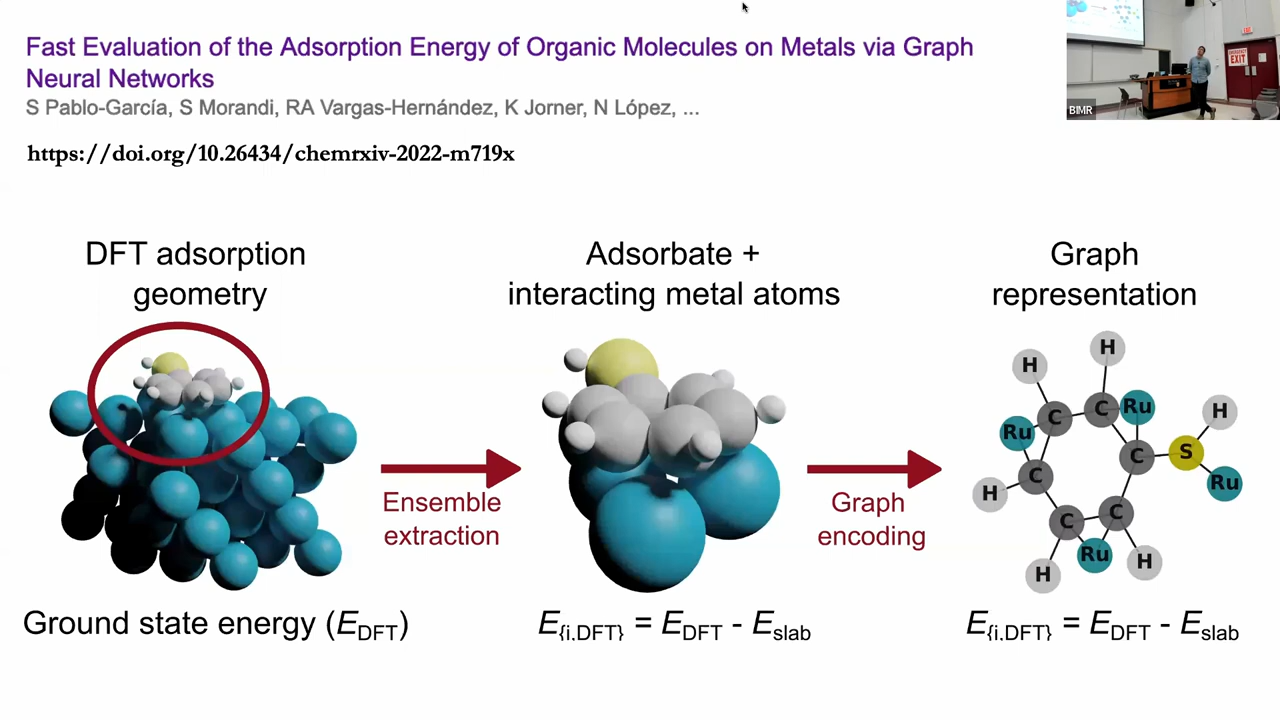 Fast Evaluation of the Adsorption Energy of Organic Molecules on Metals via Graph
Neural Networks
S Pablo-García, S Morandi, RA Vargas-Hernández, K Jorner, N López, ...
https://doi.org/10.26434/chemrxiv-2022-m719x
BIMR
EXIT
DFT adsorption
geometry
Adsorbate +
interacting metal atoms
Graph
representation
Ensemble
extraction
Graph
encoding
H
H
C
C
Ru
H
Ru
C
S
C
Ru
H
C
C
Ru
H
H
Ground state energy (E_DFT)
E_{i,DFT} = E_DFT - E_slab
E_{i,DFT} = E_DFT - E_slab